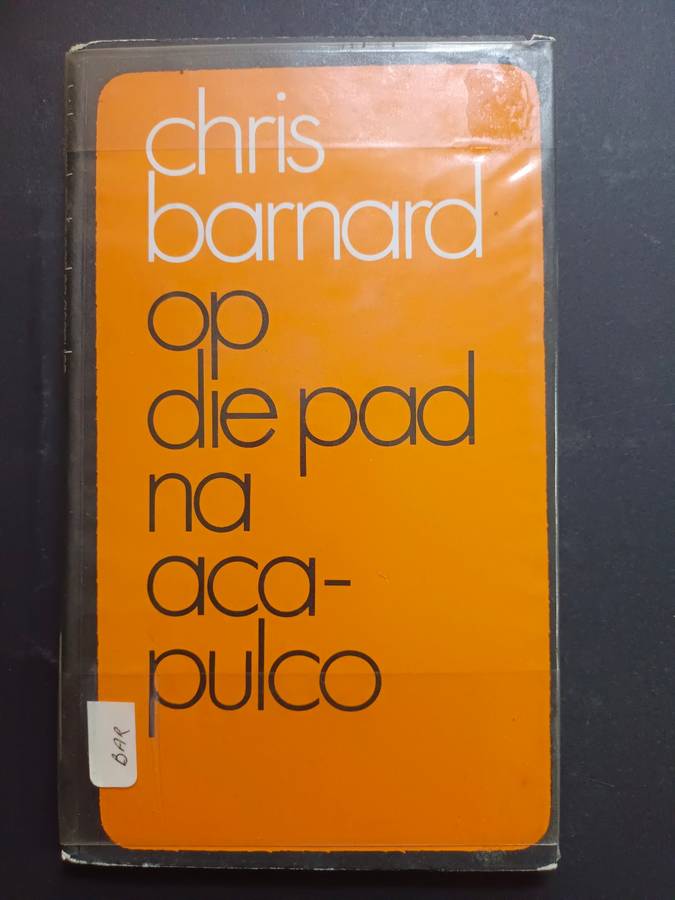 chris
barnard
op
die pad
na
aca-
pulco
BAR